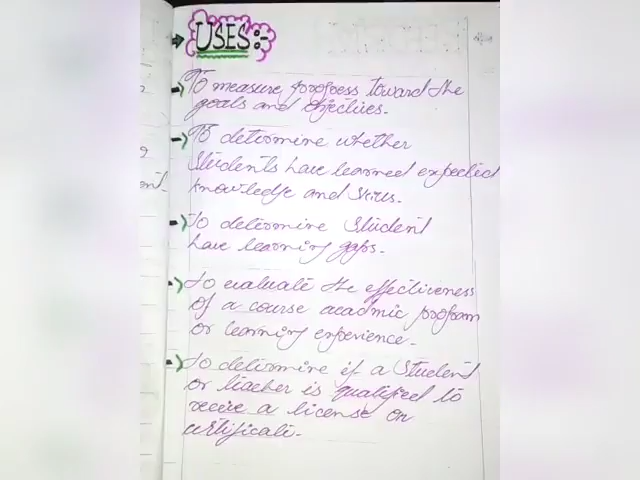 USES:-
To measure progress toward the
goals and objectives.
To determine whether
Students have learned expected
knowledge and skills.
To determine Student
have learning gaps.
To evaluate the effectiveness
of a course acadmic program
or learning experience.
To determine if a Student
or teacher is qualified to
receive a license or
certificate.